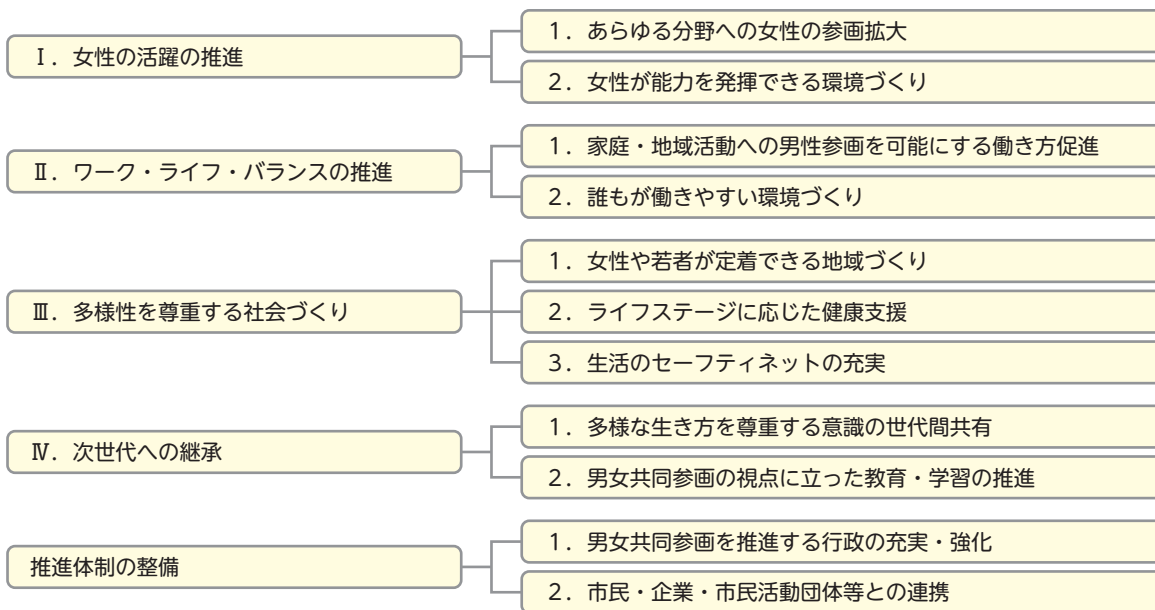 Ⅰ．女性の活躍の推進
１．あらゆる分野への女性の参画拡大
２．女性が能力を発揮できる環境づくり
Ⅱ．ワーク・ライフ・バランスの推進
１．家庭・地域活動への男性参画を可能にする働き方促進
２．誰もが働きやすい環境づくり
Ⅲ．多様性を尊重する社会づくり
１．女性や若者が定着できる地域づくり
２．ライフステージに応じた健康支援
３．生活のセーフティネットの充実
Ⅳ．次世代への継承
１．多様な生き方を尊重する意識の世代間共有
２．男女共同参画の視点に立った教育・学習の推進
推進体制の整備
１．男女共同参画を推進する行政の充実・強化
２．市民・企業・市民活動団体等との連携